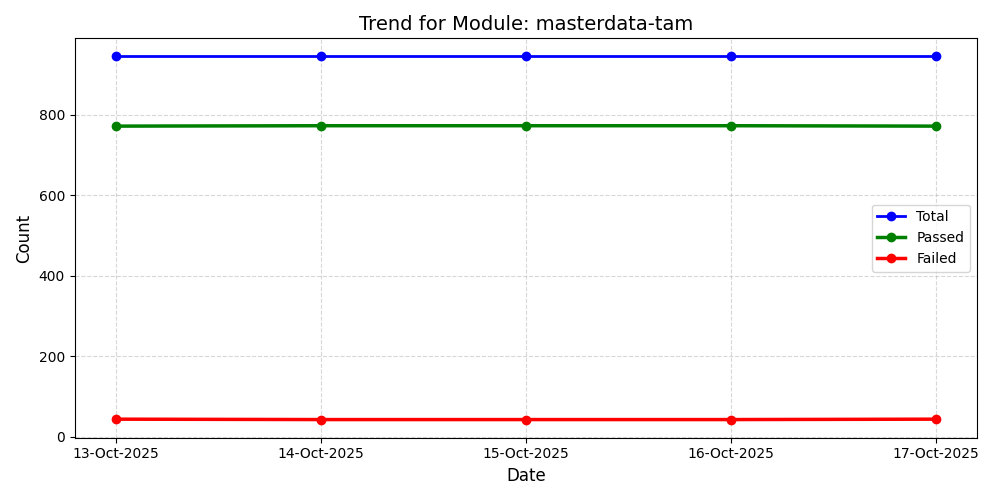 Trend for Module: masterdata-tam
Count
800
600
400
200
0
Total
Passed
Failed
13-Oct-2025
14-Oct-2025
15-Oct-2025
16-Oct-2025
17-Oct-2025
Date